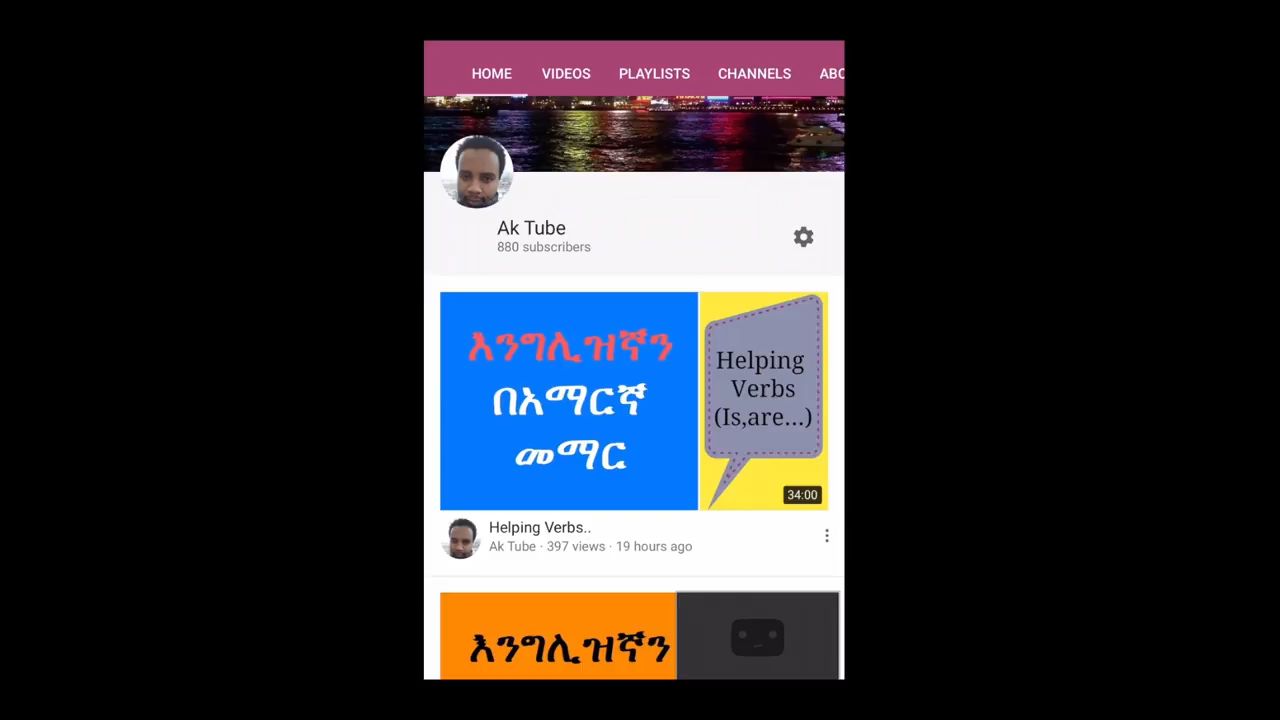 HOME VIDEOS PLAYLISTS CHANNELS ABC
Ak Tube
880 subscribers
እንግሊዝኛን
በአማርኛ
መማር
Helping
Verbs
(Is,are...)
34:00
Helping Verbs..
Ak Tube · 397 views · 19 hours ago
እንግሊዝኛን